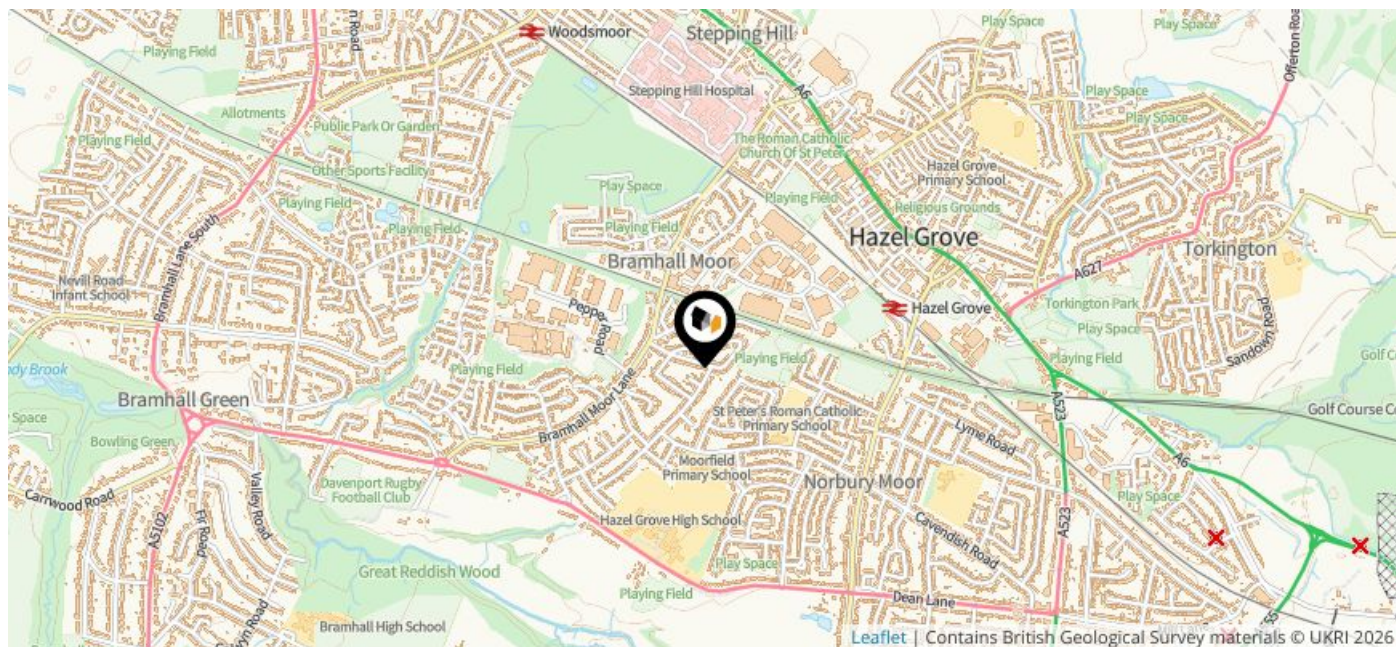 Woodsmoor
Stepping Hill
Play Space
Playing Field
Stepping Hill Hospital
A6
Offerton Road
Play Space
Allotments
Public Park Or Garden
Playing Field
Other Sports Facility
The Roman Catholic
Church Of St Peter
Play Space
Play Space
Hazel Grove
Primary School
Play Space
Playing Field
Playing Field
Playing Field
Playing Field
Religious Grounds
Bramhall Lane South
Hazel Grove
Torkington
Bramhall Moor
Nevill Road
Infant School
A627
Pepper Road
Hazel Grove
Torkington Park
Play Space
Sandown Road
Playing Field
Playing Field
Playing Field
Golf C
dy Brook
Bramhall Green
A523
Golf Course C
y Space
Bowling Green
Bramhall Moor Lane
St Peter's Roman Catholic
Primary School
Lyme Road
A6
Moorfield
Primary School
Norbury Moor
Davenport Rugby
Football Club
Carrwood Road
Valley Road
Fir Road
A5102
Play Space
Hazel Grove High School
Cavendish Road
A523
Great Reddish Wood
Play Space
Playing Field
Dean Lane
Bramhall High School
Leaflet | Contains British Geological Survey materials © UKRI 2026